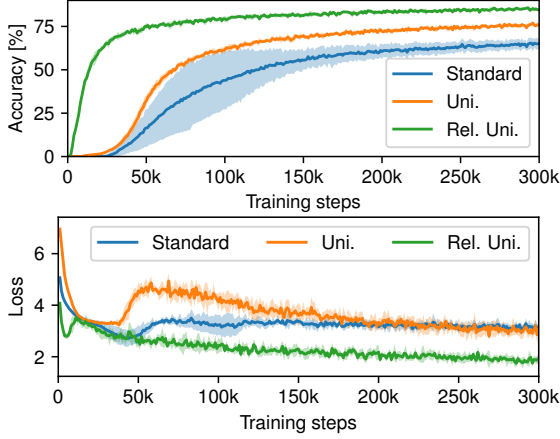 Accuracy [%]
75
50
25
0
Standard
Uni.
Rel. Uni.
0 50k 100k 150k 200k 250k 300k
Training steps
Loss
6
4
2
Standard Uni. Rel. Uni.
0 50k 100k 150k 200k 250k 300k
Training steps